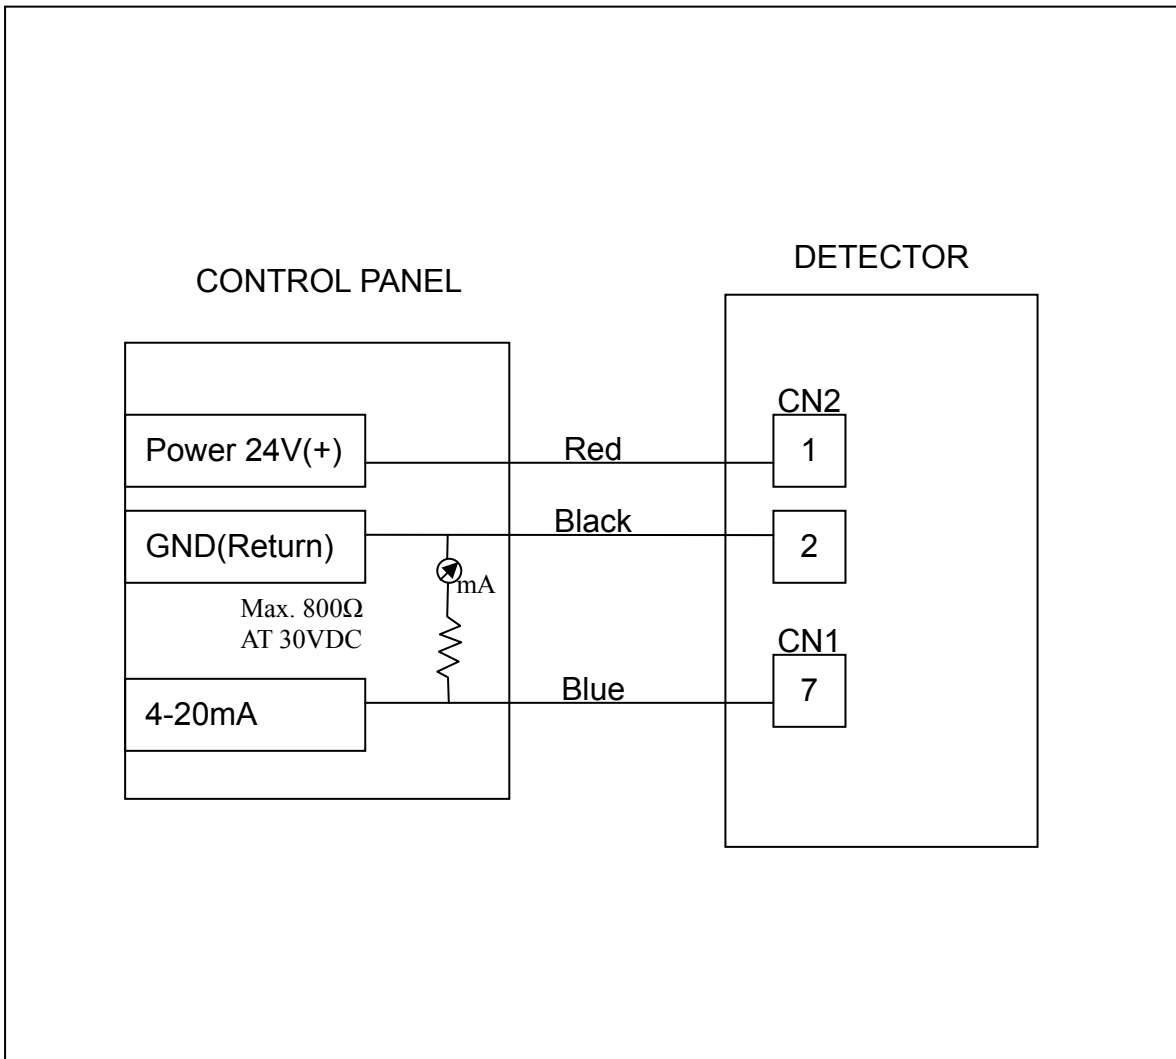 DETECTOR
CONTROL PANEL
CN2
Power 24V(+)
Red
1
Black
GND(Return)
2
mA
Max. 800Ω
AT 30VDC
CN1
Blue
7
4-20mA